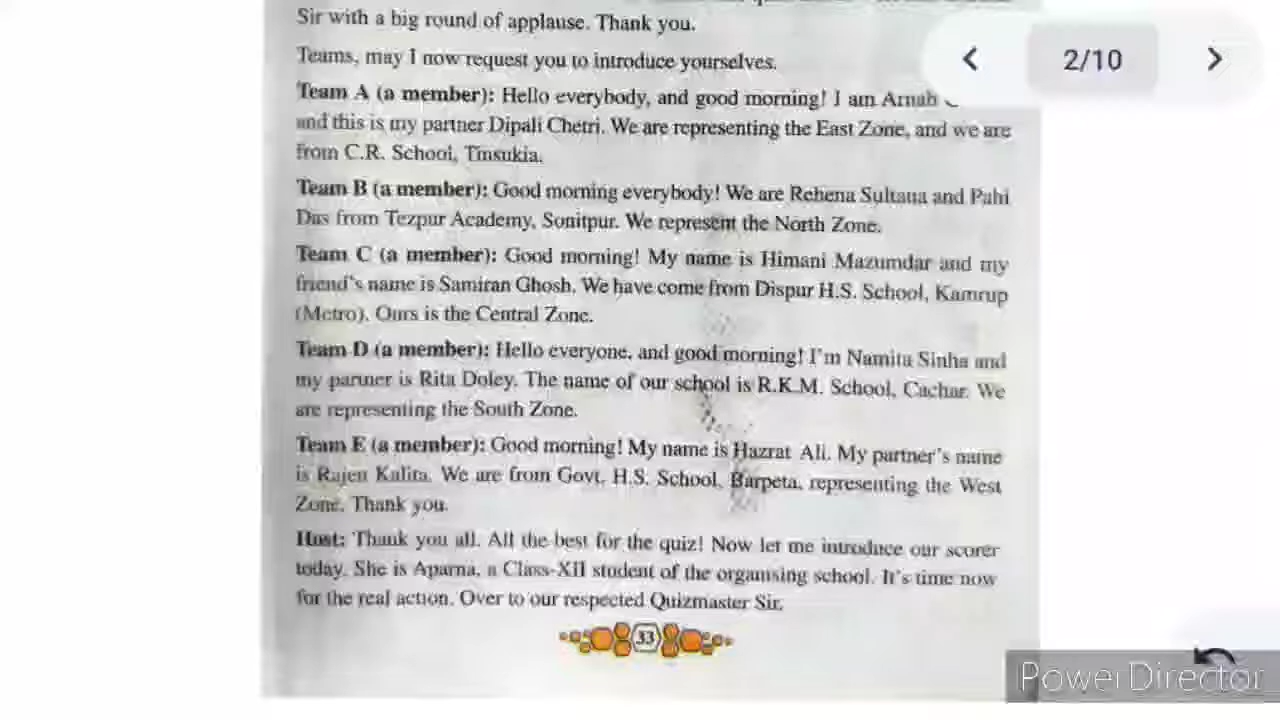 Sir with a big round of applause. Thank you.
Teams, may I now request you to introduce yourselves.
2/10
Team A (a member): Hello everybody, and good morning! I am Arnab
and this is my partner Dipali Chetri. We are representing the East Zone, and we are
from C.R. School, Tinsukia.
Team B (a member): Good morning everybody! We are Rehena Sultana and Pahi
Das from Tezpur Academy, Sonitpur. We represent the North Zone.
Team C (a member): Good morning! My name is Himani Mazumdar and my
friend's name is Samiran Ghosh. We have come from Dispur H.S. School, Kamrup
(Metro). Ours is the Central Zone.
Team D (a member): Hello everyone, and good morning! I'm Namita Sinha and
my partner is Rita Doley. The name of our school is R.K.M. School, Cachar. We
are representing the South Zone.
Team E (a member): Good morning! My name is Hazrat Ali. My partner's name
is Rajen Kalita. We are from Govt. H.S. School, Barpeta, representing the West
Zone. Thank you.
Host: Thank you all. All the best for the quiz! Now let me introduce our scorer
today. She is Aparna, a Class-XII student of the organising school. It's time now
for the real action. Over to our respected Quizmaster Sir.
33
PowerDirector